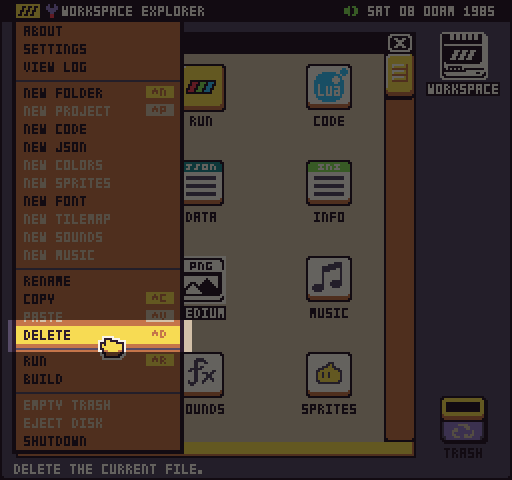 WORKSPACE EXPLORER
SAT 08 00AM 1985
ABOUT
SETTINGS
VIEW LOG
NEW FOLDER ^N
NEW PROJECT ^P
NEW CODE
NEW JSON
NEW COLORS
NEW SPRITES
NEW FONT
NEW TILEMAP
NEW SOUNDS
NEW MUSIC
RENAME
COPY ^C
PASTE ^V
DELETE ^D
RUN ^R
BUILD
EMPTY TRASH
EJECT DISK
SHUTDOWN
RUN
Lua
CODE
JSON
DATA
INI
INFO
PNG
EDIUM
MUSIC
fx
OUNDS
SPRITES
WORKSPACE
TRASH
DELETE THE CURRENT FILE.